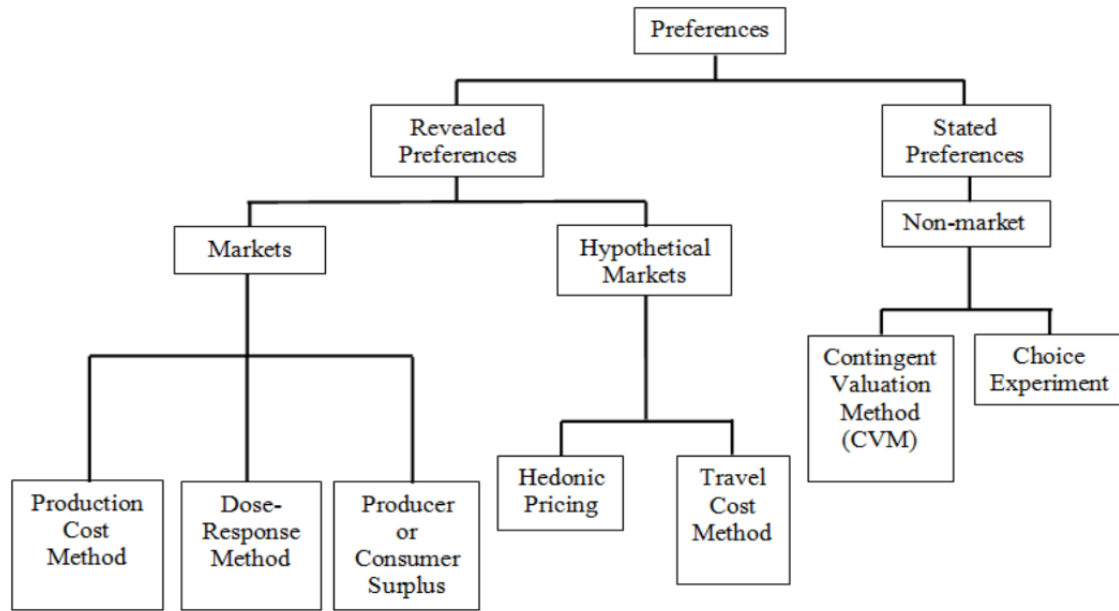 Preferences
Revealed
Preferences
Stated
Preferences
Markets
Hypothetical
Markets
Non-market
Contingent
Valuation
Method
(CVM)
Choice
Experiment
Hedonic
Pricing
Travel
Cost
Method
Production
Cost
Method
Dose-
Response
Method
Producer
or
Consumer
Surplus